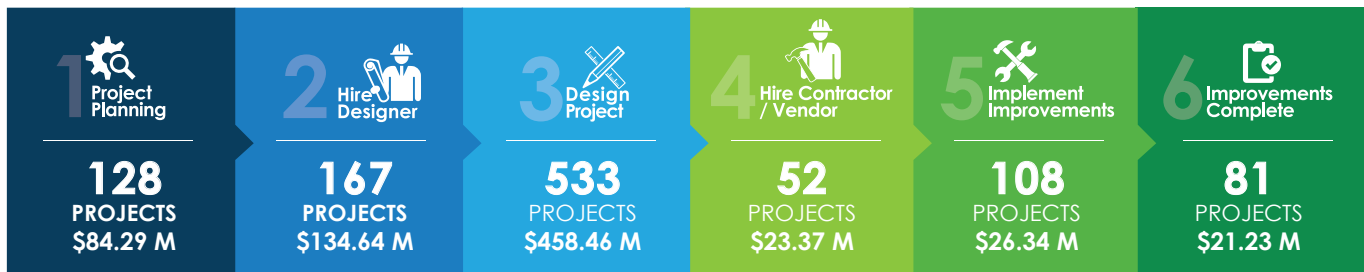 1
Project
Planning
128
PROJECTS
$84.29 M
2
Hire
Designer
167
PROJECTS
$134.64 M
3
Design
Project
533
PROJECTS
$458.46 M
4
Hire Contractor
/ Vendor
52
PROJECTS
$23.37 M
5
Implement
Improvements
108
PROJECTS
$26.34 M
6
Improvements
Complete
81
PROJECTS
$21.23 M